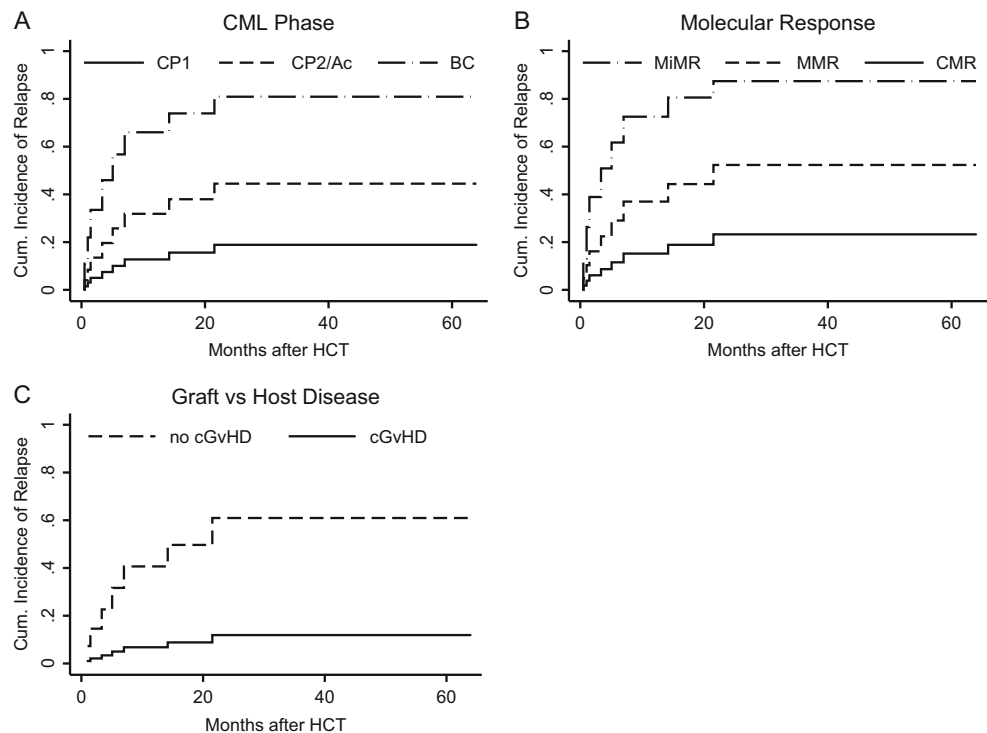 A CML Phase
CP1 CP2/Ac BC
Cum. Incidence of Relapse
1
.8
.6
.4
.2
0
0 20 40 60
Months after HCT
B Molecular Response
MiMR MMR CMR
Cum. Incidence of Relapse
1
.8
.6
.4
.2
0
0 20 40 60
Months after HCT
C Graft vs Host Disease
no cGvHD cGvHD
Cum. Incidence of Relapse
1
.8
.6
.4
.2
0
0 20 40 60
Months after HCT